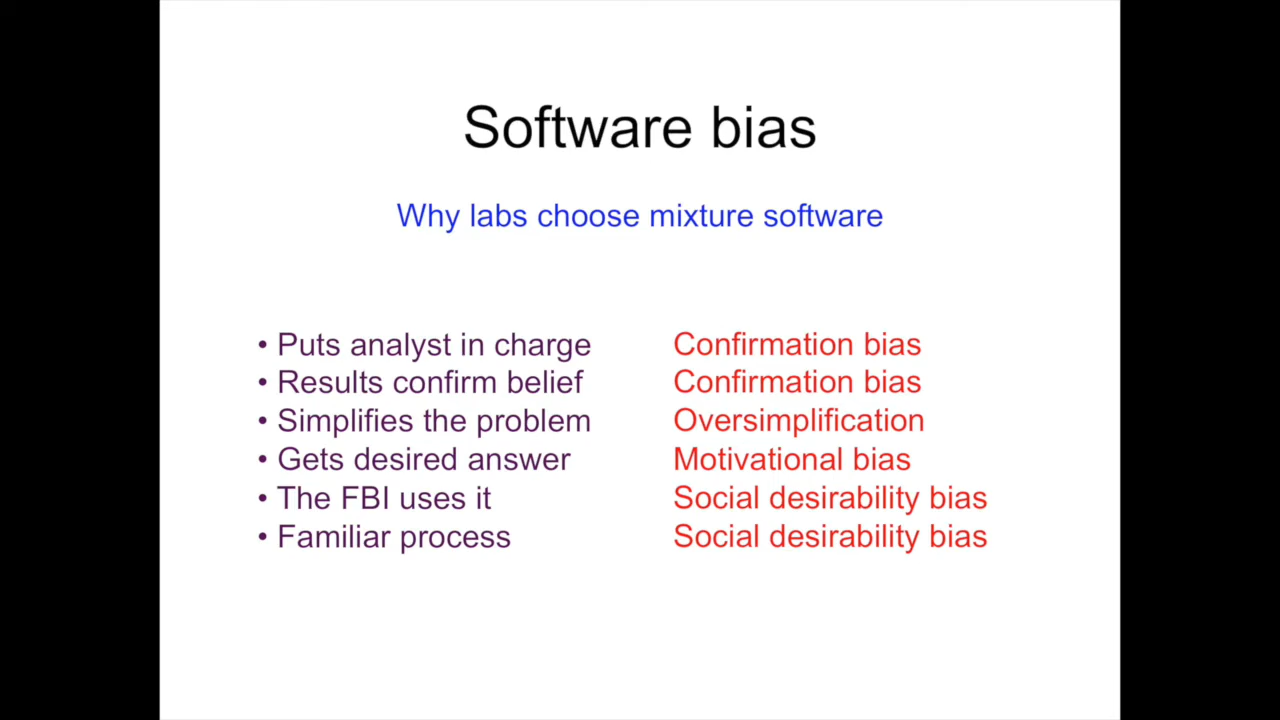 Software bias
Why labs choose mixture software
• Puts analyst in charge Confirmation bias
• Results confirm belief Confirmation bias
• Simplifies the problem Oversimplification
• Gets desired answer Motivational bias
• The FBI uses it Social desirability bias
• Familiar process Social desirability bias